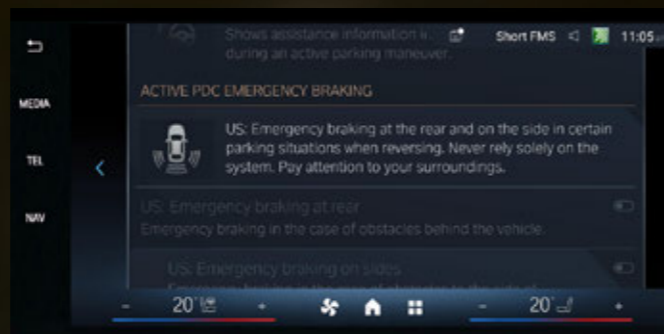 Shows assistance information i..
Short FMS
11:05
during an active parking maneuver.
MEDIA
TEL
NAV
ACTIVE PDC EMERGENCY BRAKING
US: Emergency braking at the rear and on the side in certain
parking situations when reversing. Never rely solely on the
system. Pay attention to your surroundings.
US: Emergency braking at rear
Emergency braking in the case of obstacles behind the vehicle.
US: Emergency braking on sides
- 20° +
- 20° +